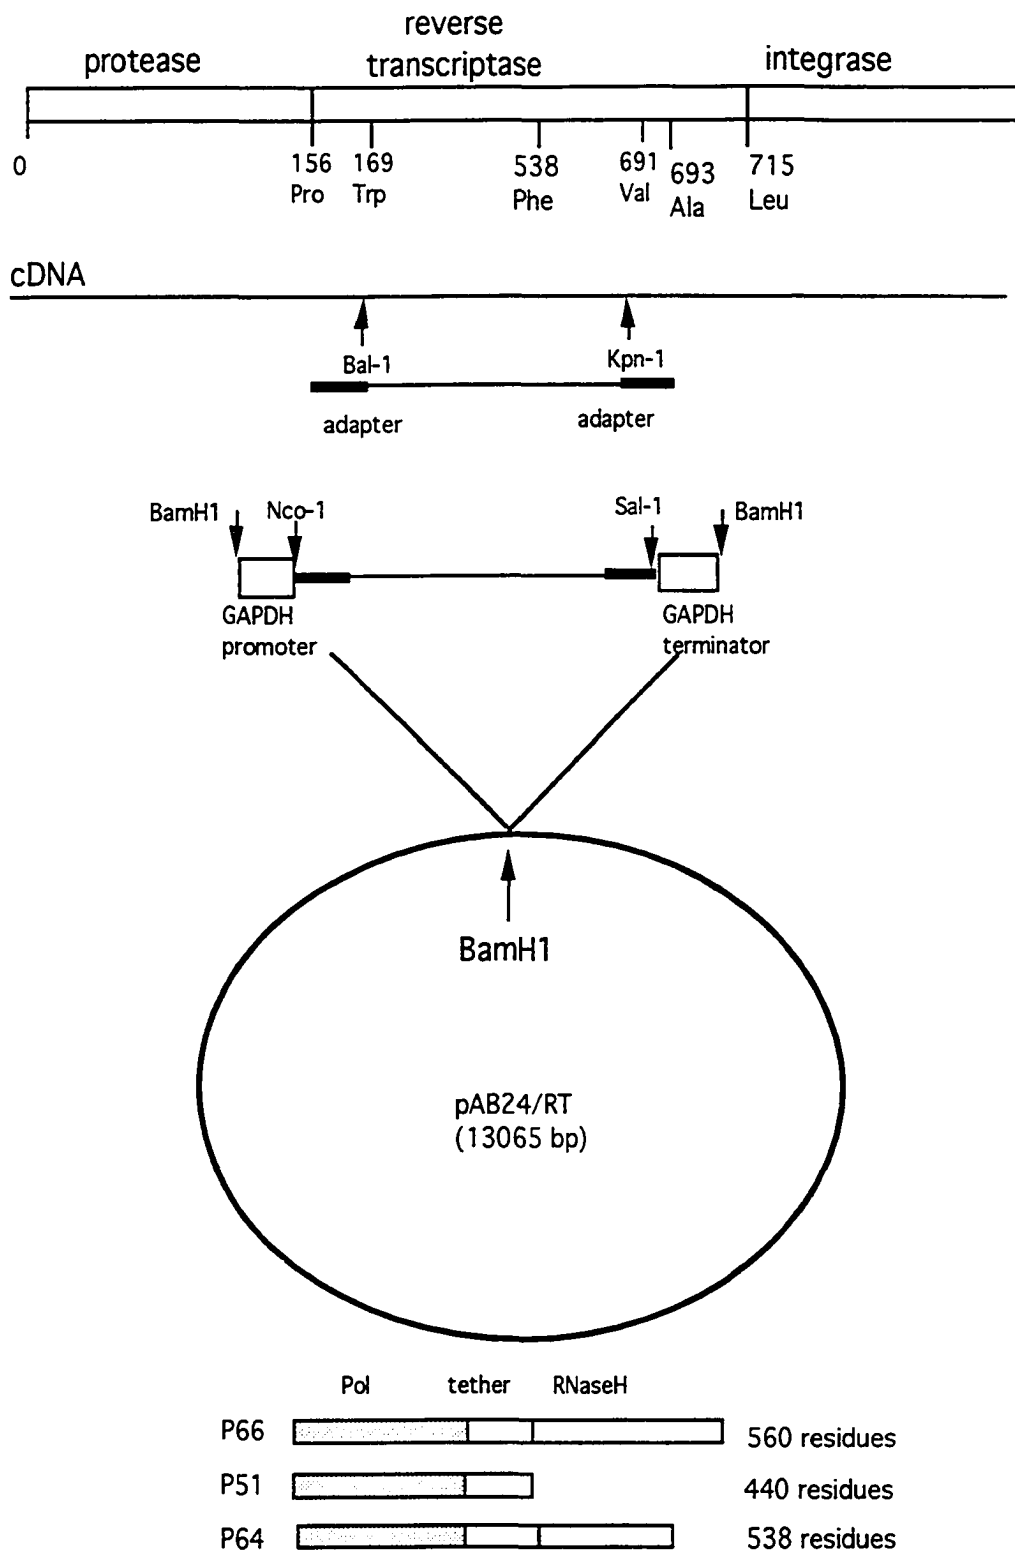 protease
reverse
transcriptase
integrase
0
156
Pro
169
Trp
538
Phe
691
Val
693
Ala
715
Leu
cDNA
Bal-1
Kpn-1
adapter
adapter
BamH1
Nco-1
Sal-1
BamH1
GAPDH
promoter
GAPDH
terminator
BamH1
pAB24/RT
(13065 bp)
Pol tether RNaseH
P66 560 residues
P51 440 residues
P64 538 residues